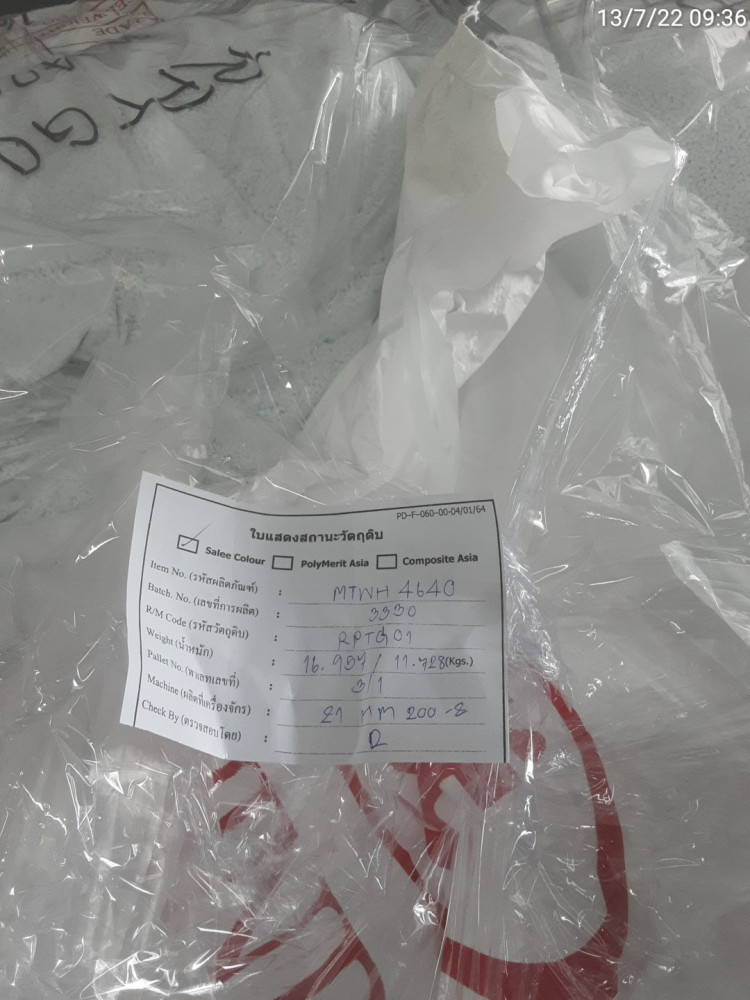 13/7/22 09:36
PD-F-060-00-04/01/64
ใบแสดงสถานะวัตถุดิบ
Salee Colour PolyMerit Asia Composite Asia
Item No. (รหัสผลิตภัณฑ์) : MTWH 4640
Batch. No. (เลขที่การผลิต) : 3330
R/M Code (รหัสวัตถุดิบ) : RPTG01
Weight (น้ำหนัก) : 16.957 / 11.728 (Kgs.)
Pallet No. (พาเลทเลขที่) : 3/1
Machine (ผลิตที่เครื่องจักร) : HM 200-8
Check By (ตรวจสอบโดย) :